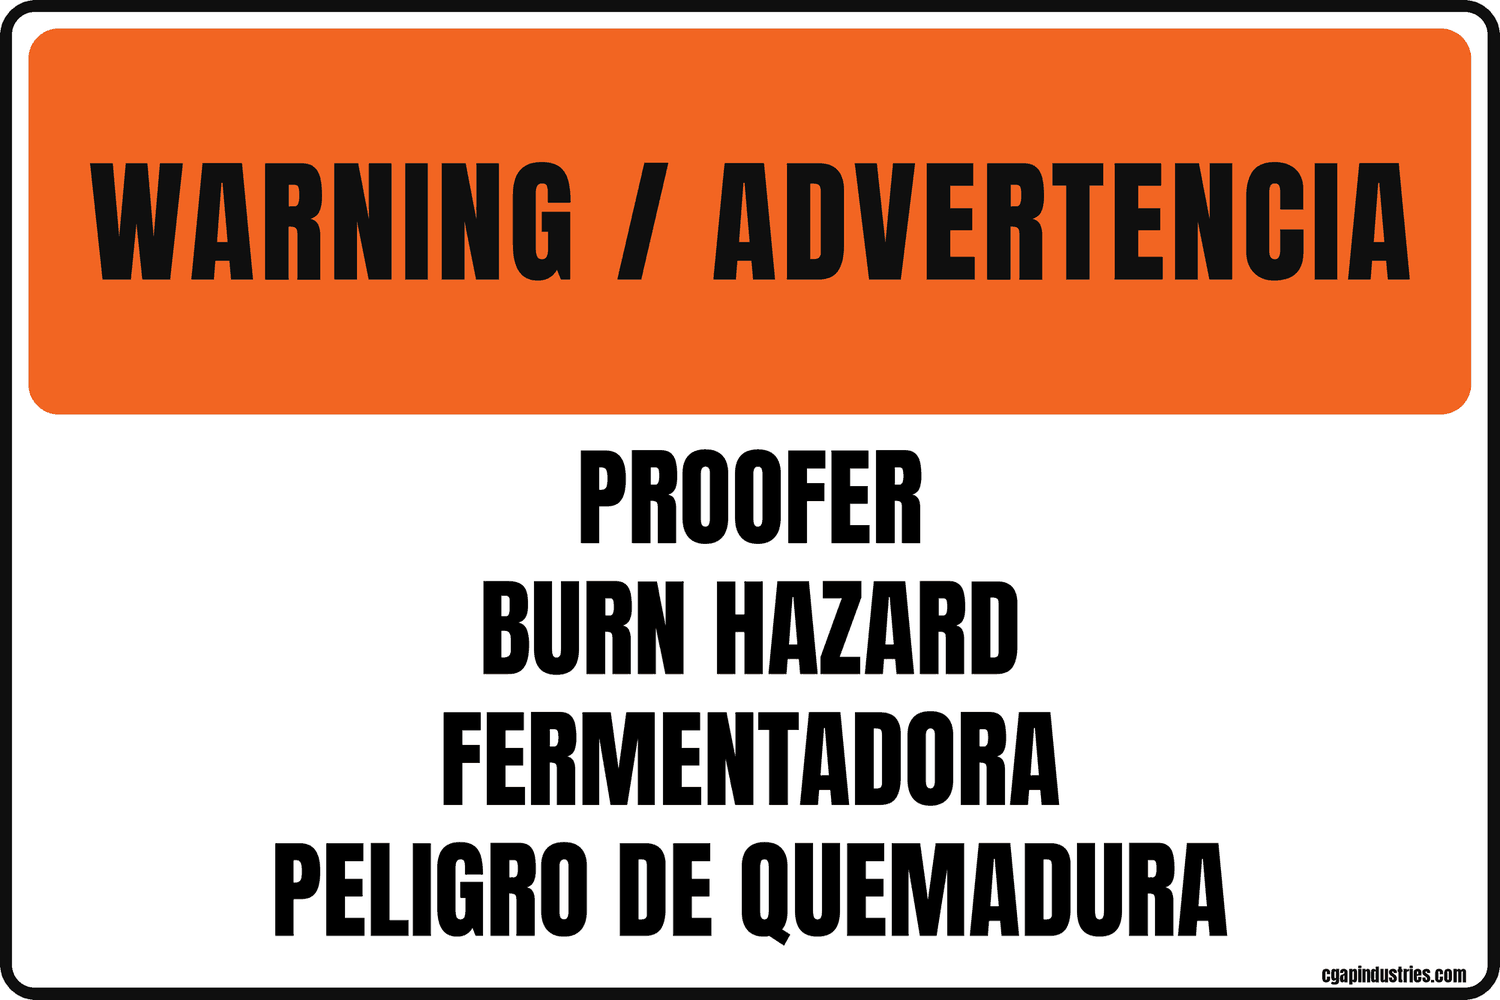 WARNING / ADVERTENCIA
PROOFER
BURN HAZARD
FERMENTADORA
PELIGRO DE QUEMADURA
cgapindustries.com